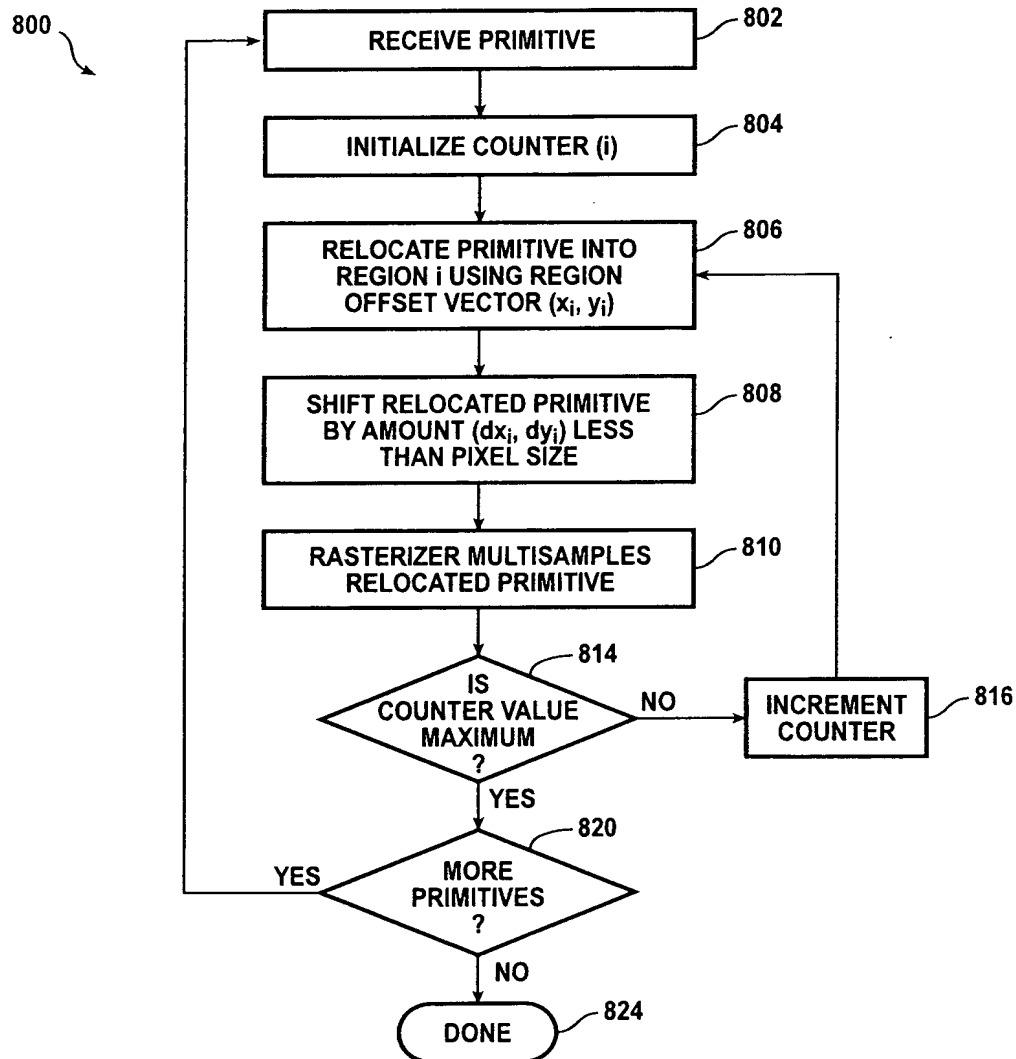 800
802
RECEIVE PRIMITIVE
804
INITIALIZE COUNTER (i)
806
RELOCATE PRIMITIVE INTO
REGION i USING REGION
OFFSET VECTOR (xi, yi)
808
SHIFT RELOCATED PRIMITIVE
BY AMOUNT (dxi, dyi) LESS
THAN PIXEL SIZE
810
RASTERIZER MULTISAMPLES
RELOCATED PRIMITIVE
814
IS
COUNTER VALUE
MAXIMUM
?
NO
INCREMENT
COUNTER
816
YES
820
YES
MORE
PRIMITIVES
?
NO
DONE
824